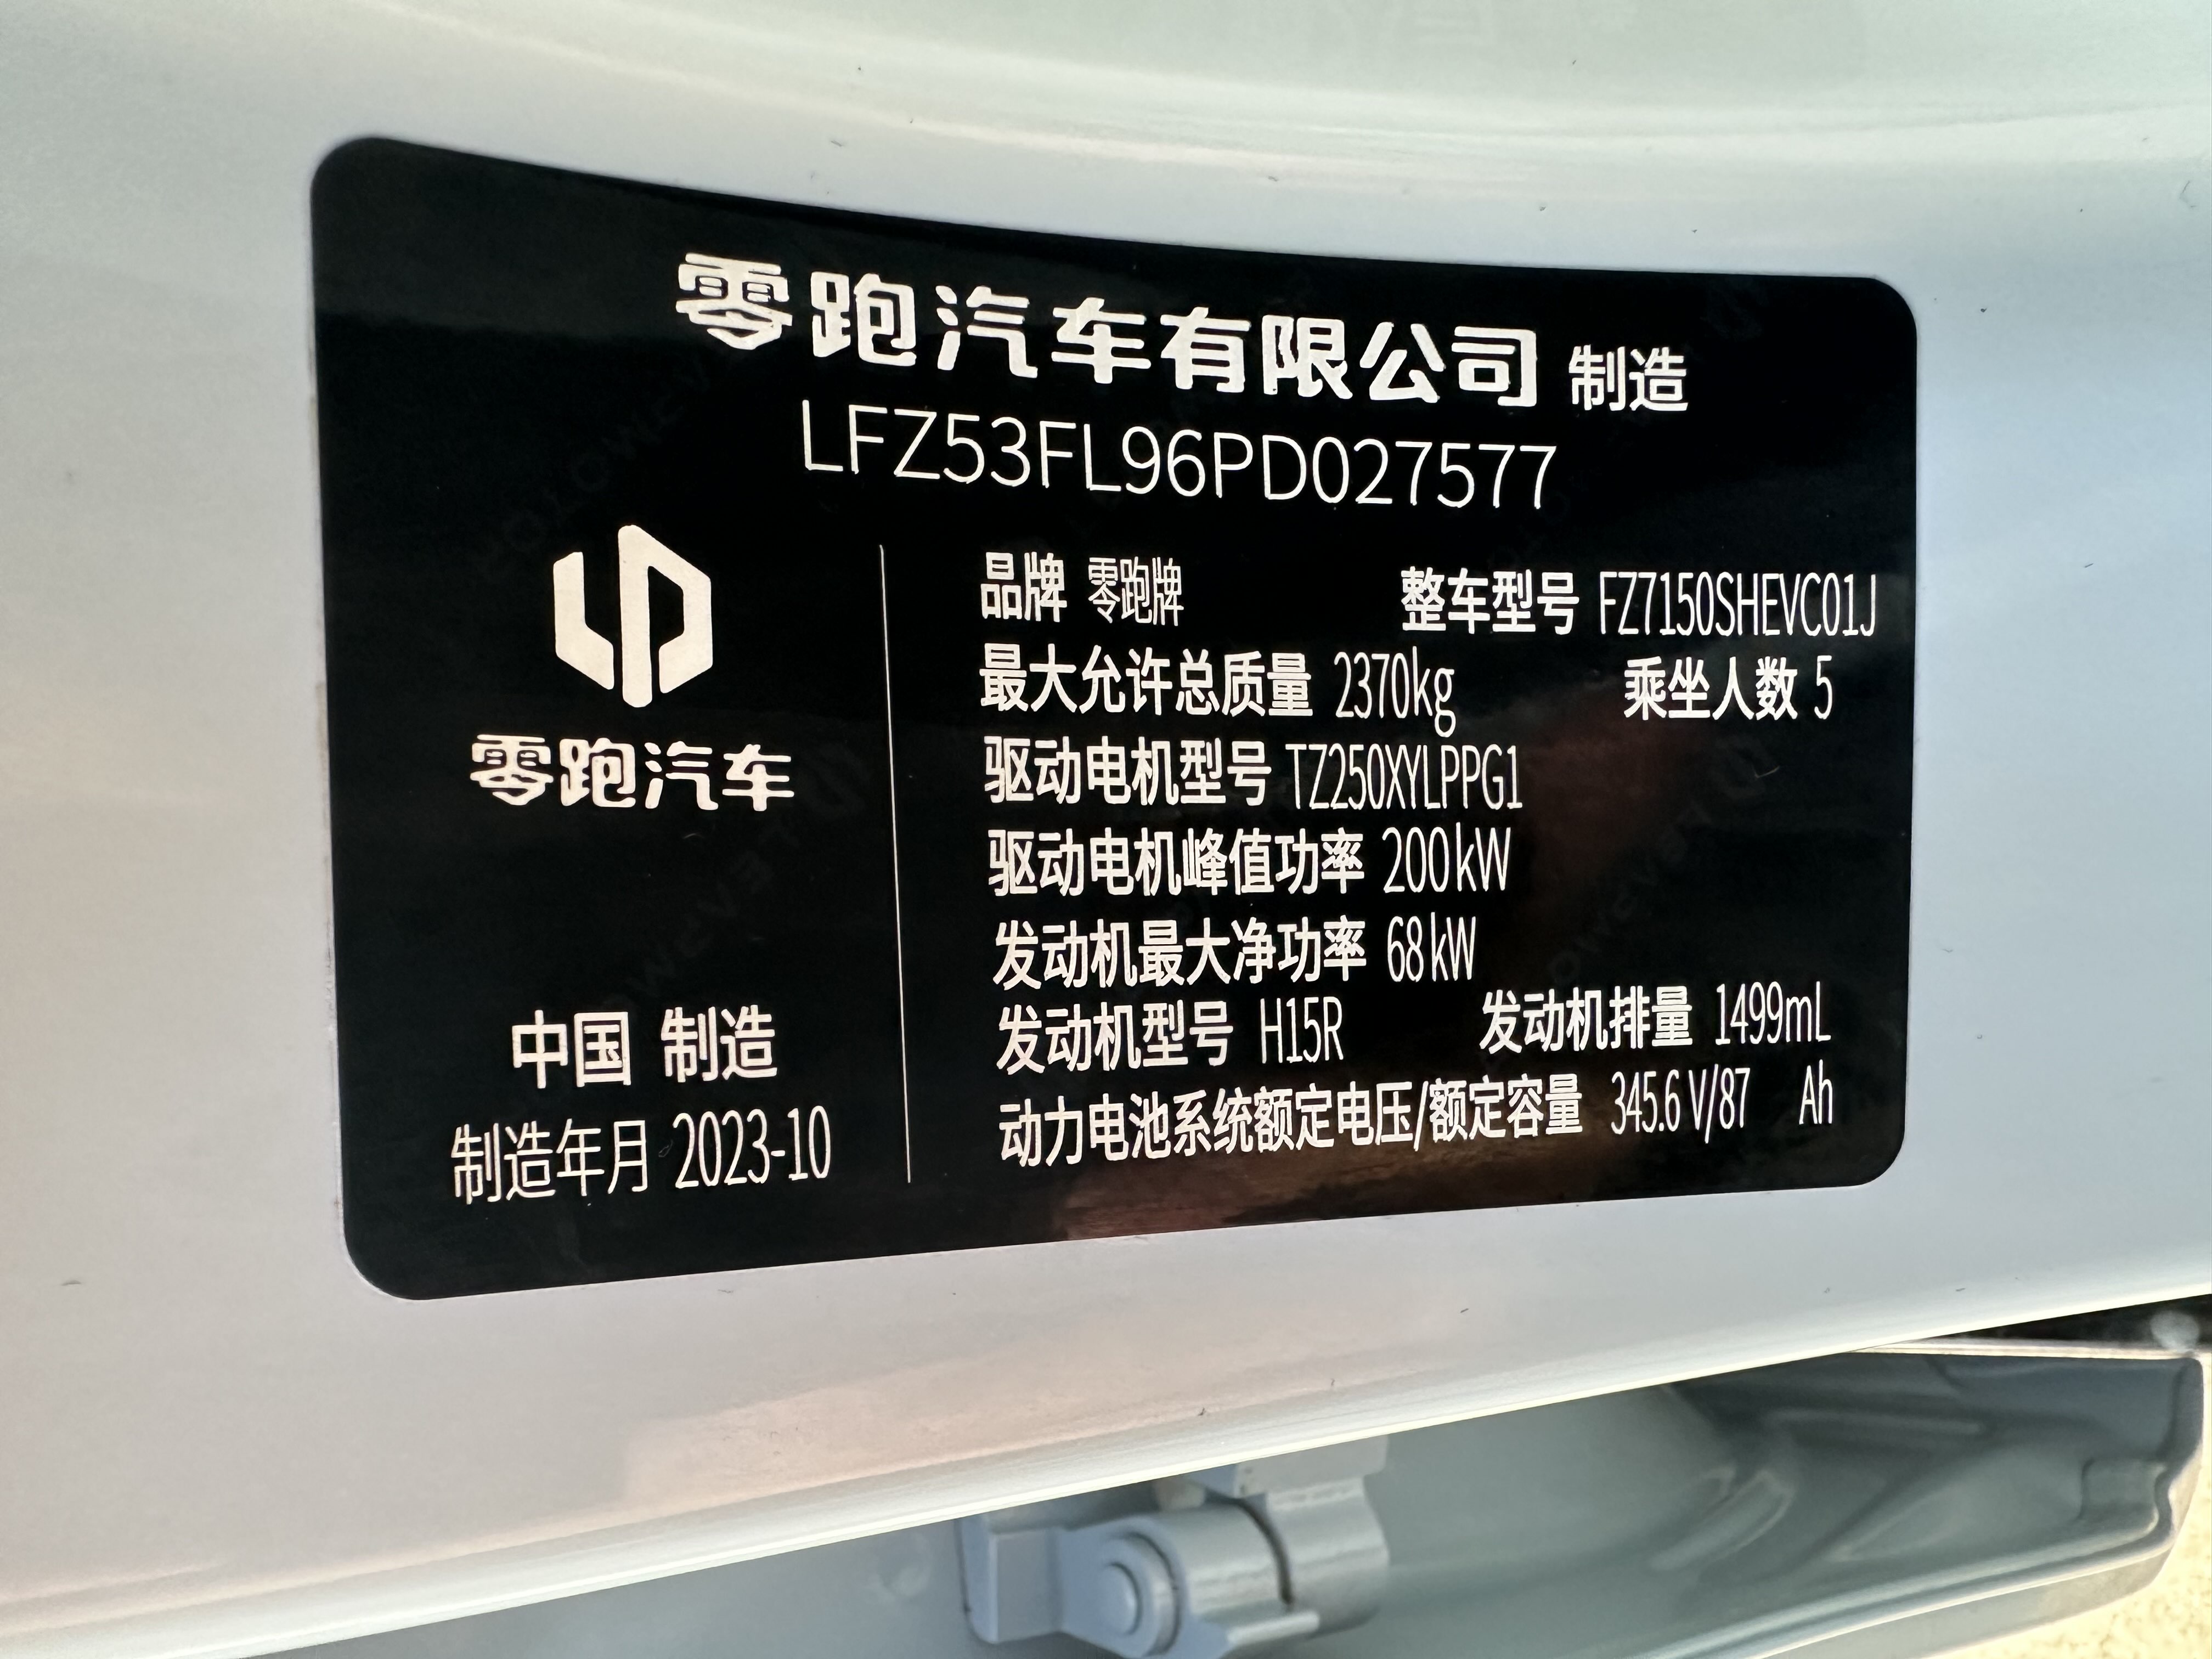 零跑汽车有限公司 制造
LFZ53FL96PD027577
零跑汽车
中国 制造
制造年月 2023-10
品牌 零跑牌 整车型号 FZ7150SHEVC01J
最大允许总质量 2370kg 乘坐人数 5
驱动电机型号 TZ250XYLPPG1
驱动电机峰值功率 200kW
发动机最大净功率 68kW
发动机型号 H15R 发动机排量 1499mL
动力电池系统额定电压/额定容量 345.6 V/87 Ah